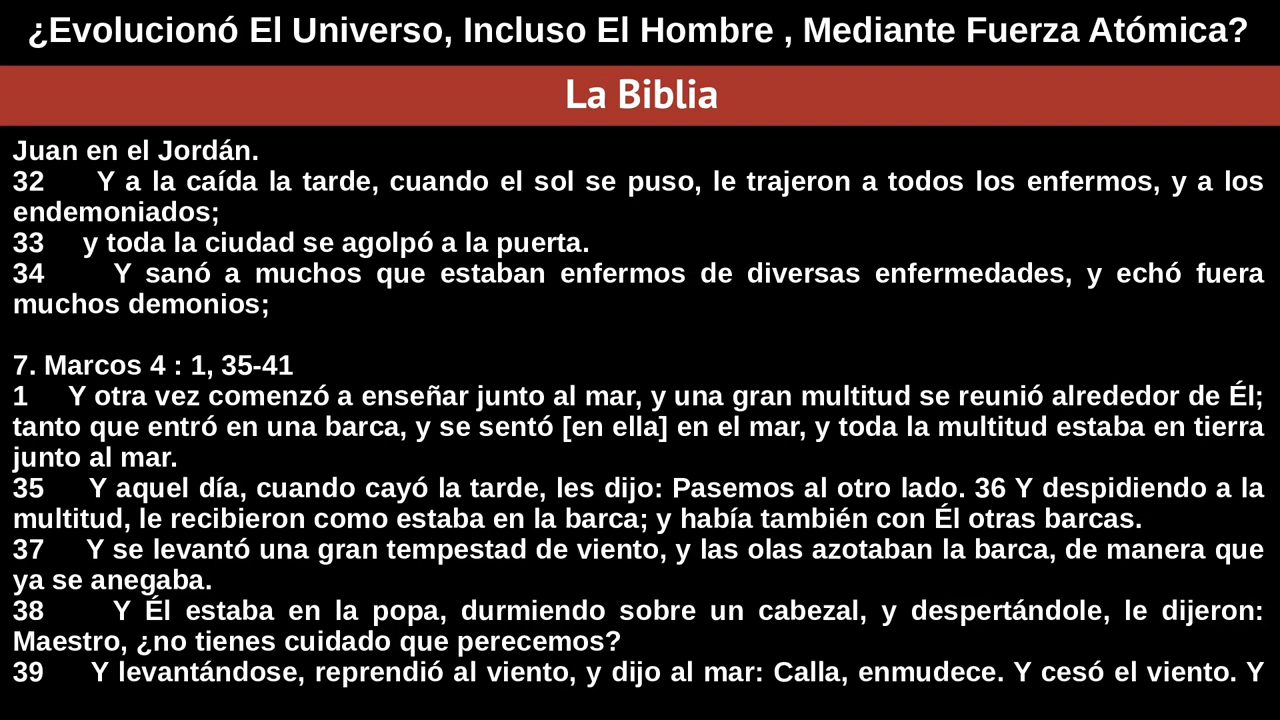 ¿Evolucionó El Universo, Incluso El Hombre , Mediante Fuerza Atómica?
La Biblia
Juan en el Jordán.
32 Y a la caída la tarde, cuando el sol se puso, le trajeron a todos los enfermos, y a los
endemoniados;
33 y toda la ciudad se agolpó a la puerta.
34 Y sanó a muchos que estaban enfermos de diversas enfermedades, y echó fuera
muchos demonios;
7. Marcos 4 : 1, 35-41
1 Y otra vez comenzó a enseñar junto al mar, y una gran multitud se reunió alrededor de Él;
tanto que entró en una barca, y se sentó [en ella] en el mar, y toda la multitud estaba en tierra
junto al mar.
35 Y aquel día, cuando cayó la tarde, les dijo: Pasemos al otro lado. 36 Y despidiendo a la
multitud, le recibieron como estaba en la barca; y había también con Él otras barcas.
37 Y se levantó una gran tempestad de viento, y las olas azotaban la barca, de manera que
ya se anegaba.
38 Y Él estaba en la popa, durmiendo sobre un cabezal, y despertándole, le dijeron:
Maestro, ¿no tienes cuidado que perecemos?
39 Y levantándose, reprendió al viento, y dijo al mar: Calla, enmudece. Y cesó el viento. Y